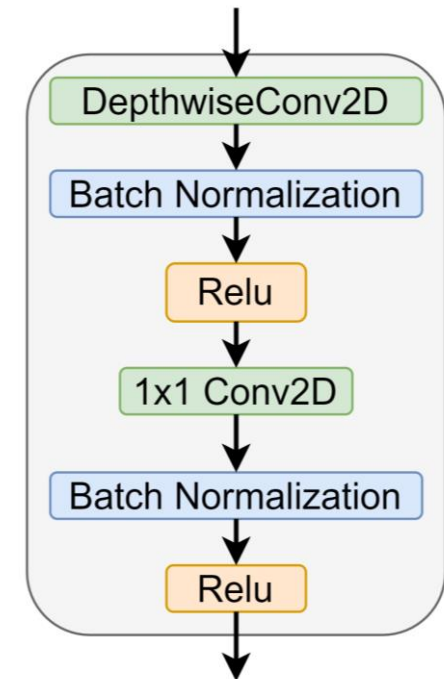 DepthwiseConv2D
Batch Normalization
Relu
1x1 Conv2D
Batch Normalization
Relu